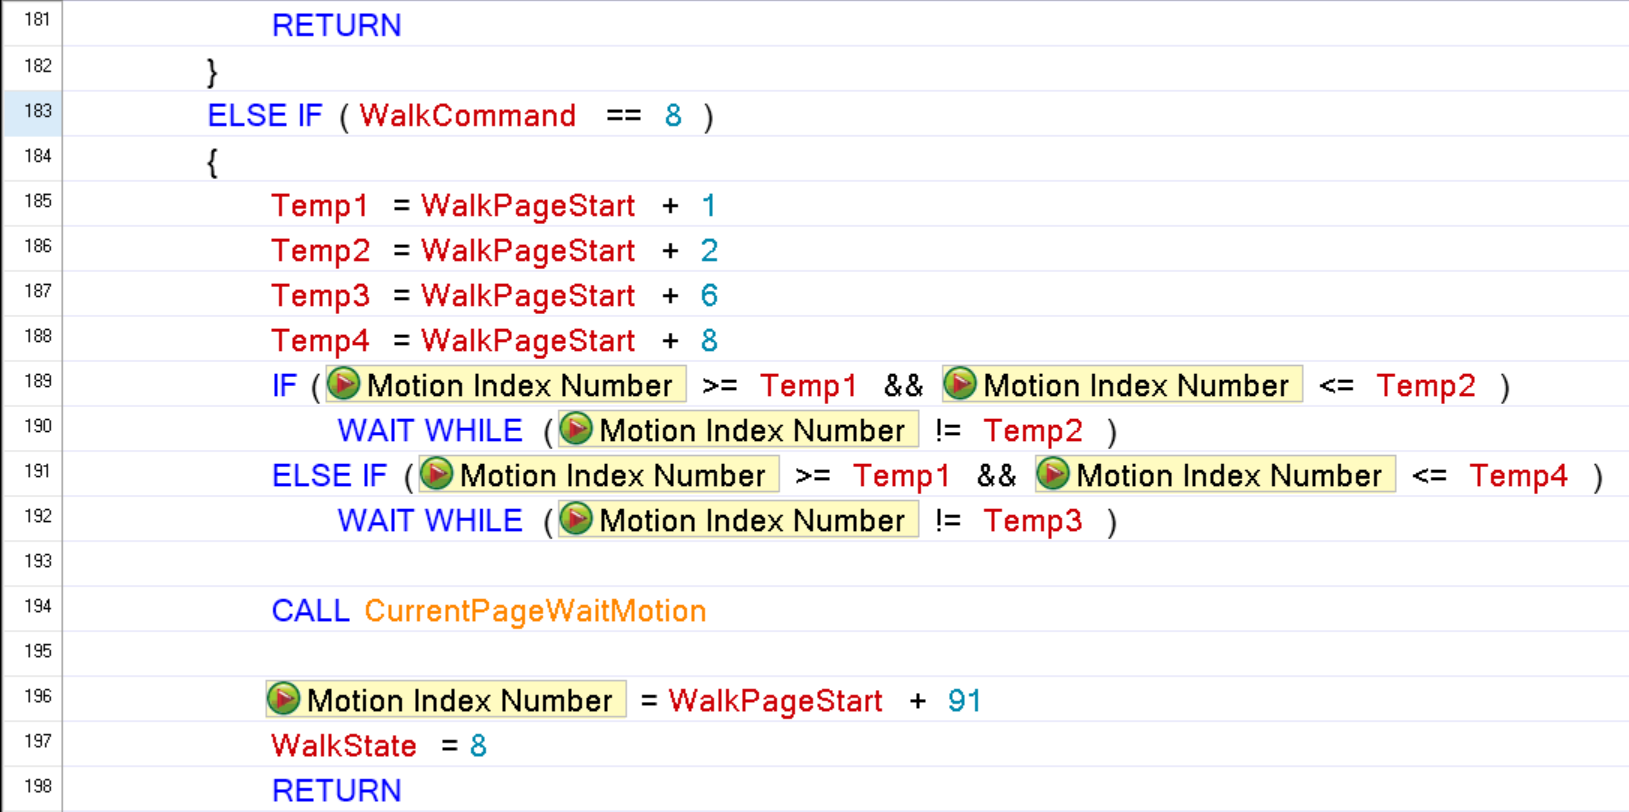 181 RETURN
182 }
183 ELSE IF ( WalkCommand == 8 )
184 {
185 Temp1 = WalkPageStart + 1
186 Temp2 = WalkPageStart + 2
187 Temp3 = WalkPageStart + 6
188 Temp4 = WalkPageStart + 8
189 IF ( Motion Index Number >= Temp1 && Motion Index Number <= Temp2 )
190 WAIT WHILE ( Motion Index Number != Temp2 )
191 ELSE IF ( Motion Index Number >= Temp1 && Motion Index Number <= Temp4 )
192 WAIT WHILE ( Motion Index Number != Temp3 )
193
194 CALL CurrentPageWaitMotion
195
196 Motion Index Number = WalkPageStart + 91
197 WalkState = 8
198 RETURN